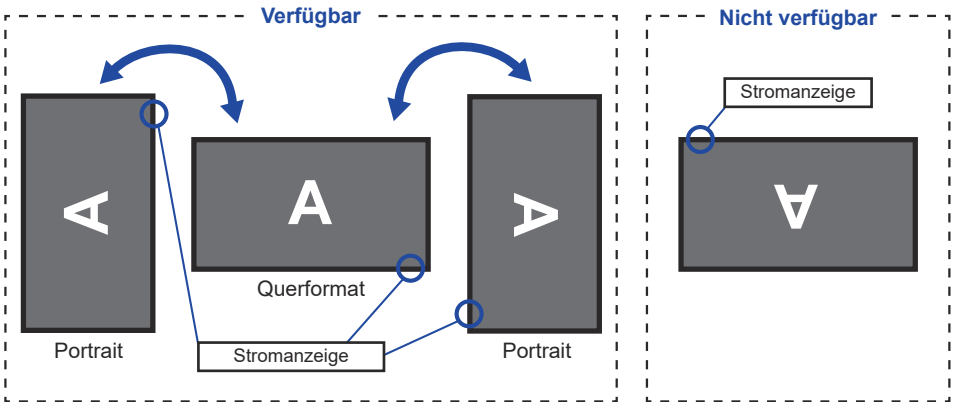 Verfügbar
Nicht verfügbar
Stromanzeige
A
A
A
A
Querformat
Portrait
Stromanzeige
Portrait